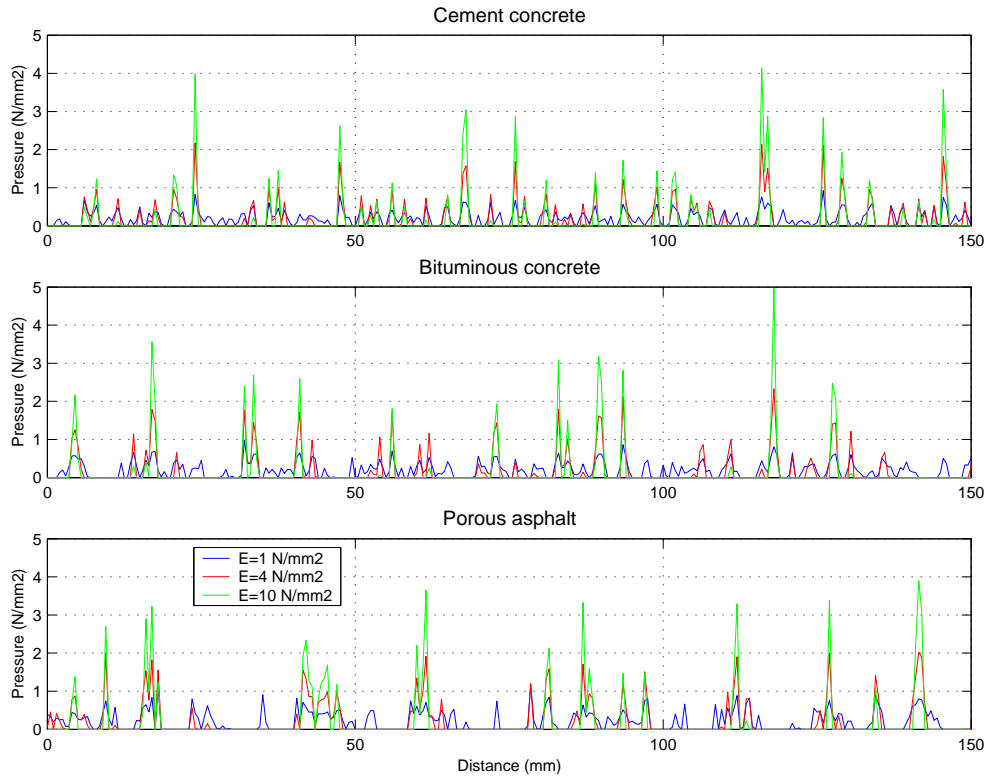 Cement concrete
5
4
3
2
1
0
Pressure (N/mm2)
0 50 100 150
Bituminous concrete
5
4
3
2
1
0
Pressure (N/mm2)
0 50 100 150
Porous asphalt
5
4
3
2
1
0
Pressure (N/mm2)
E=1 N/mm2
E=4 N/mm2
E=10 N/mm2
0 50 100 150
Distance (mm)